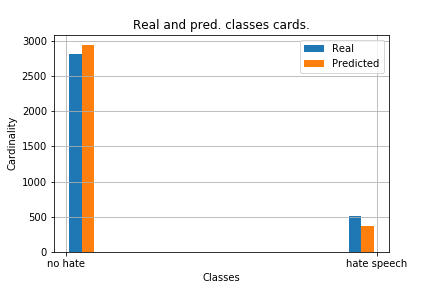 Real and pred. classes cards.
Real
Predicted
3000
2500
2000
1500
1000
500
0
Cardinality
no hate
hate speech
Classes